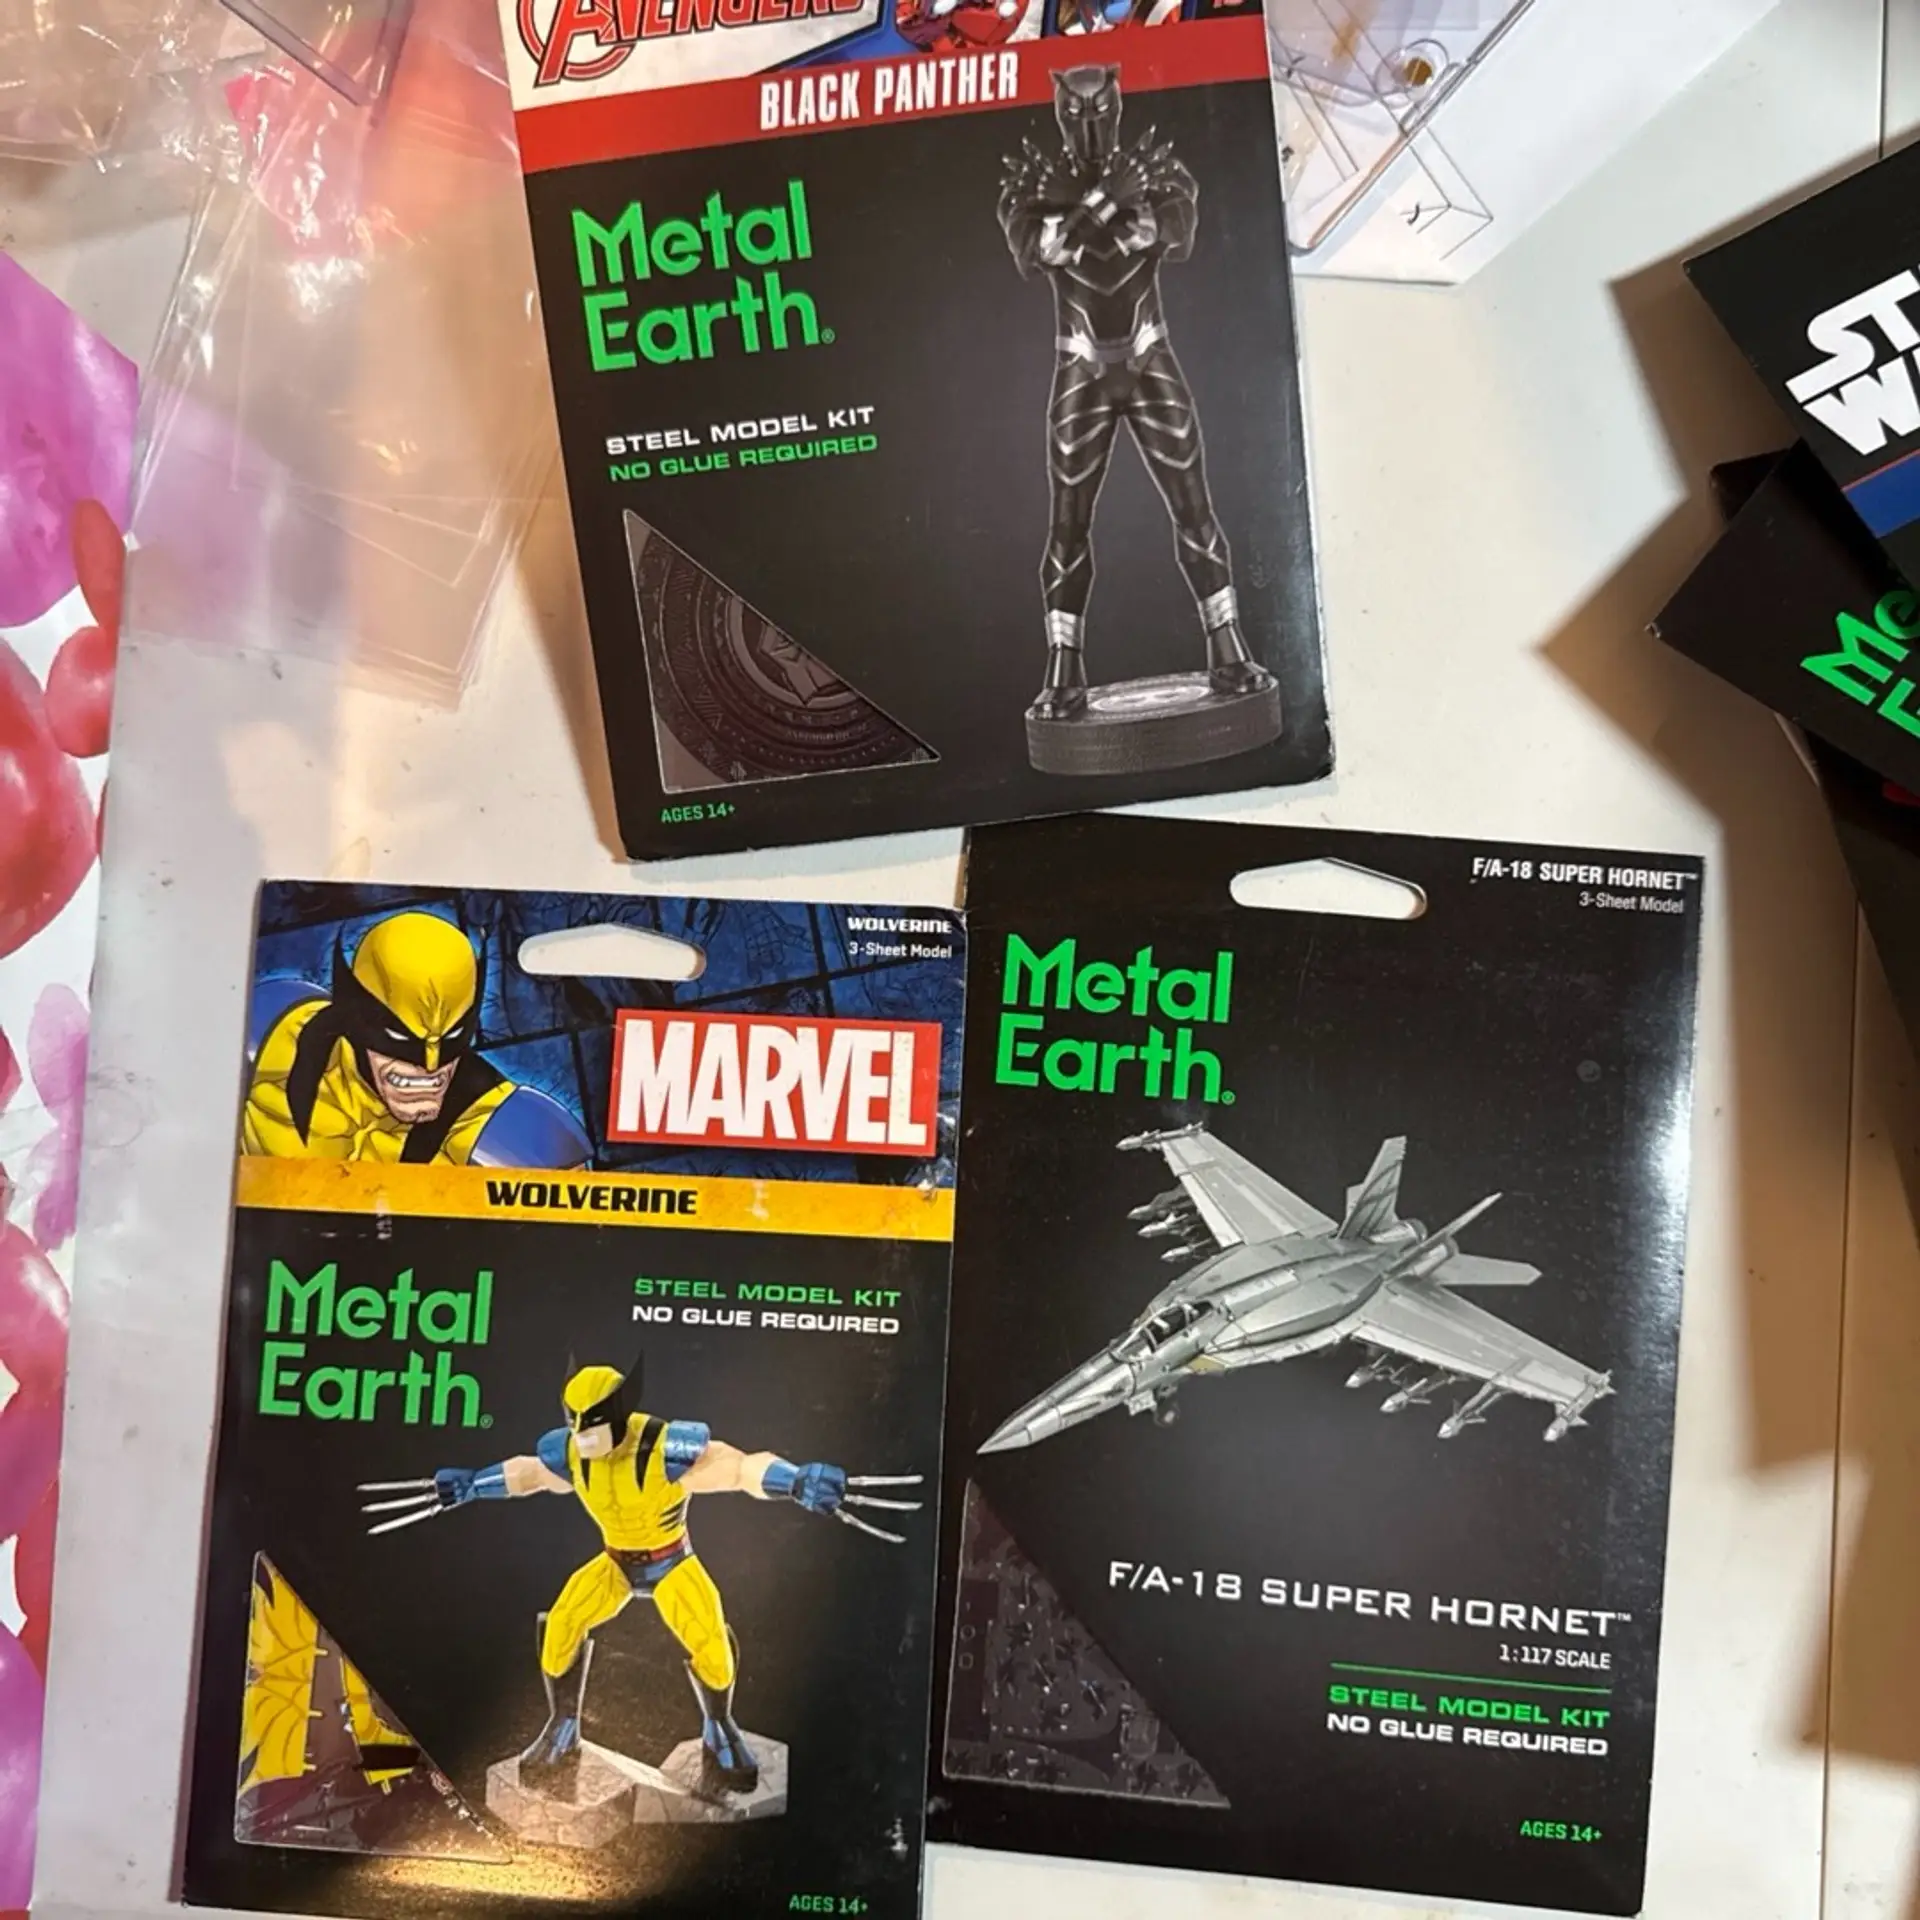 AVENGERS
BLACK PANTHER
Metal
Earth®
STEEL MODEL KIT
NO GLUE REQUIRED
AGES 14+
WOLVERINE
3-Sheet Model
MARVEL
WOLVERINE
Metal
Earth®
STEEL MODEL KIT
NO GLUE REQUIRED
AGES 14+
F/A-18 SUPER HORNET™
3-Sheet Model
Metal
Earth®
F/A-18 SUPER HORNET™
1:117 SCALE
STEEL MODEL KIT
NO GLUE REQUIRED
AGES 14+